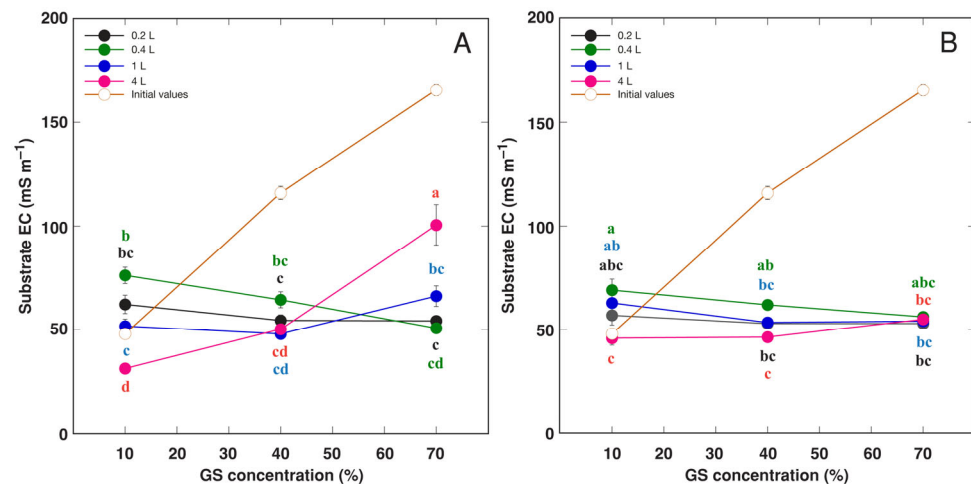 200
150
100
50
0
Substrate EC (mS m⁻¹)
0.2 L
0.4 L
1 L
4 L
Initial values
A
b
bc
c
d
bc
c
cd
cd
a
bc
c
cd
10 20 30 40 50 60 70
GS concentration (%)
200
150
100
50
0
Substrate EC (mS m⁻¹)
0.2 L
0.4 L
1 L
4 L
Initial values
B
a
ab
abc
c
ab
bc
bc
c
abc
bc
bc
bc
10 20 30 40 50 60 70
GS concentration (%)